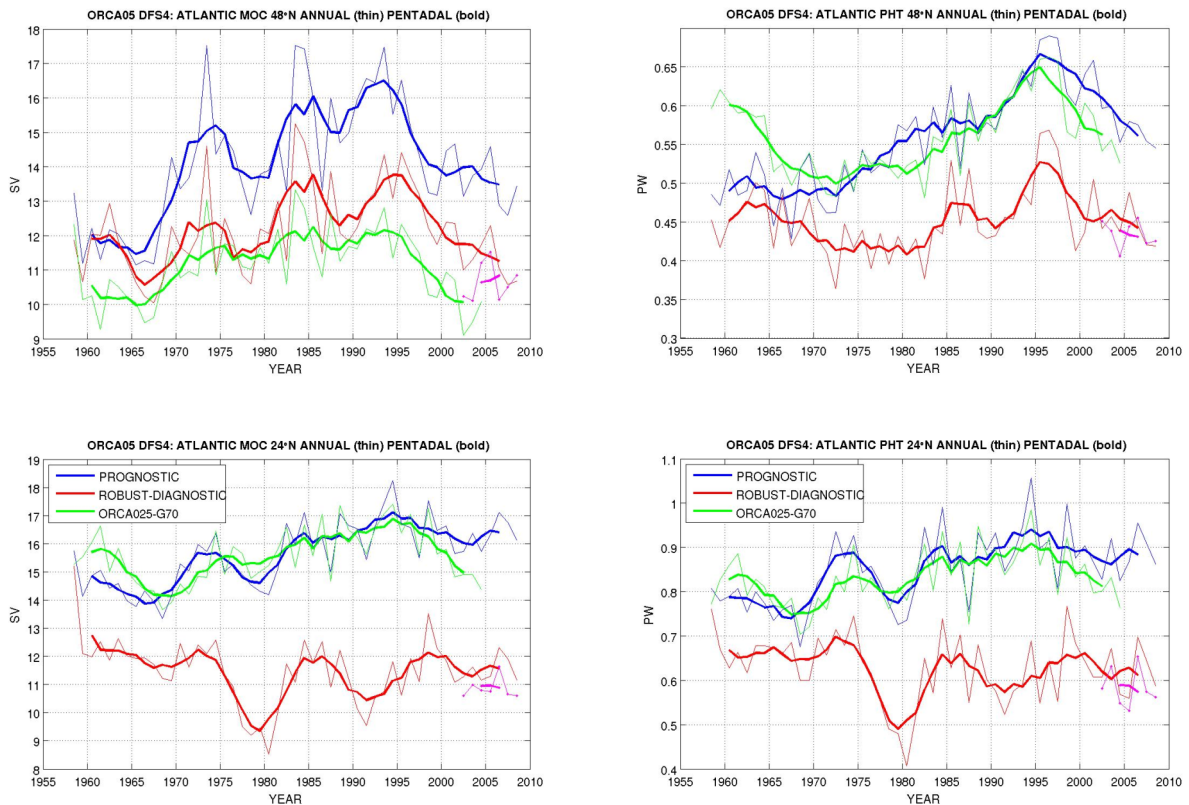 ORCA05 DFS4: ATLANTIC MOC 48•N ANNUAL (thin) PENTADAL (bold)
SV
18
17
16
15
14
13
12
11
10
9
1955 1960 1965 1970 1975 1980 1985 1990 1995 2000 2005 2010
YEAR
ORCA05 DFS4: ATLANTIC PHT 48•N ANNUAL (thin) PENTADAL (bold)
PW
0.65
0.6
0.55
0.5
0.45
0.4
0.35
0.3
1955 1960 1965 1970 1975 1980 1985 1990 1995 2000 2005 2010
YEAR
ORCA05 DFS4: ATLANTIC MOC 24•N ANNUAL (thin) PENTADAL (bold)
PROGNOSTIC
ROBUST-DIAGNOSTIC
ORCA025-G70
SV
19
18
17
16
15
14
13
12
11
10
9
8
1955 1960 1965 1970 1975 1980 1985 1990 1995 2000 2005 2010
YEAR
ORCA05 DFS4: ATLANTIC PHT 24•N ANNUAL (thin) PENTADAL (bold)
PROGNOSTIC
ROBUST-DIAGNOSTIC
ORCA025-G70
PW
1.1
1
0.9
0.8
0.7
0.6
0.5
0.4
1955 1960 1965 1970 1975 1980 1985 1990 1995 2000 2005 2010
YEAR